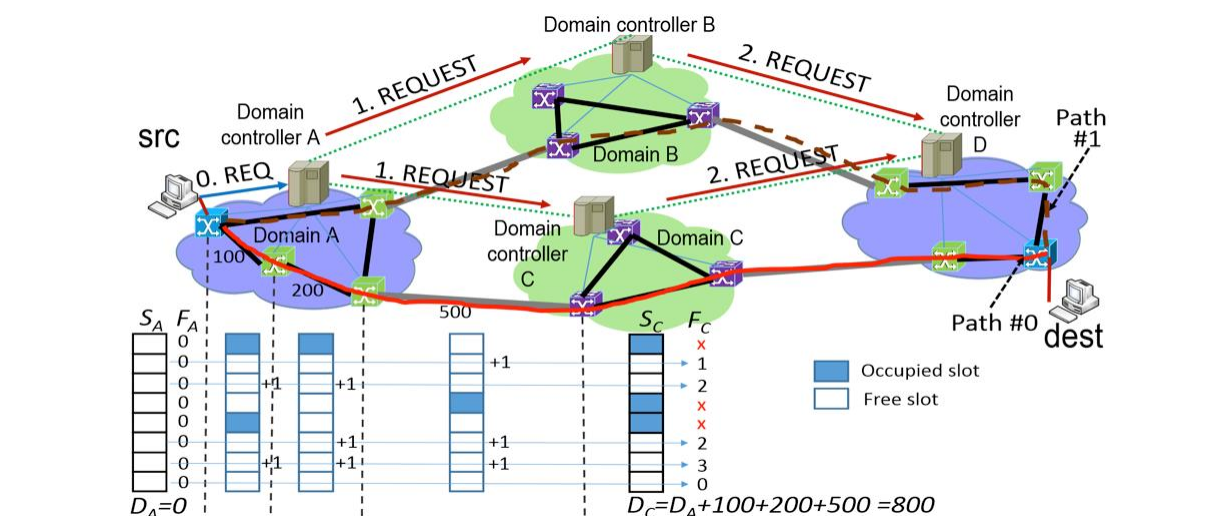 Domain controller B
1. REQUEST
2. REQUEST
Domain
controller A
Domain
controller
D
Path
#1
src
0. REQ
1. REQUEST
2. REQUEST
Domain B
Domain A
Domain
controller
C
Domain C
100
200
500
Path #0
dest
S_A F_A
S_C F_C
0 x
0 +1 1
0 +1 +1 2
0 x
0 x
0 +1 +1 2
0 +1 +1 +1 3
0 0
Occupied slot
Free slot
D_A=0
D_C=D_A+100+200+500 =800